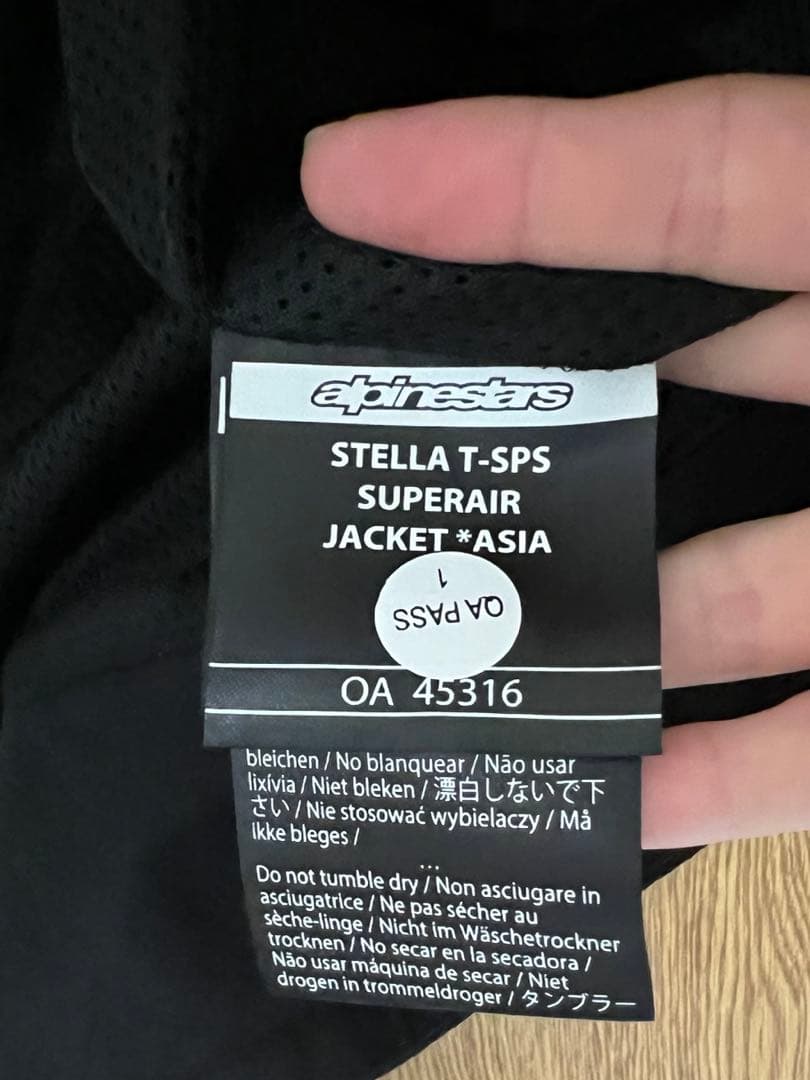 alpinestars
STELLA T-SPS
SUPERAIR
JACKET *ASIA
QA PASS
1
OA 45316
bleichen / No blanquear / Não usar
lixívia / Niet bleken / 漂白しないで下
さい / Nie stosować wybielaczy / Må
ikke bleges /
...
Do not tumble dry / Non asciugare in
asciugatrice / Ne pas sécher au
sèche-linge / Nicht im Wäschetrockner
trocknen / No secar en la secadora /
Não usar máquina de secar / Niet
drogen in trommeldroger / タンブラー